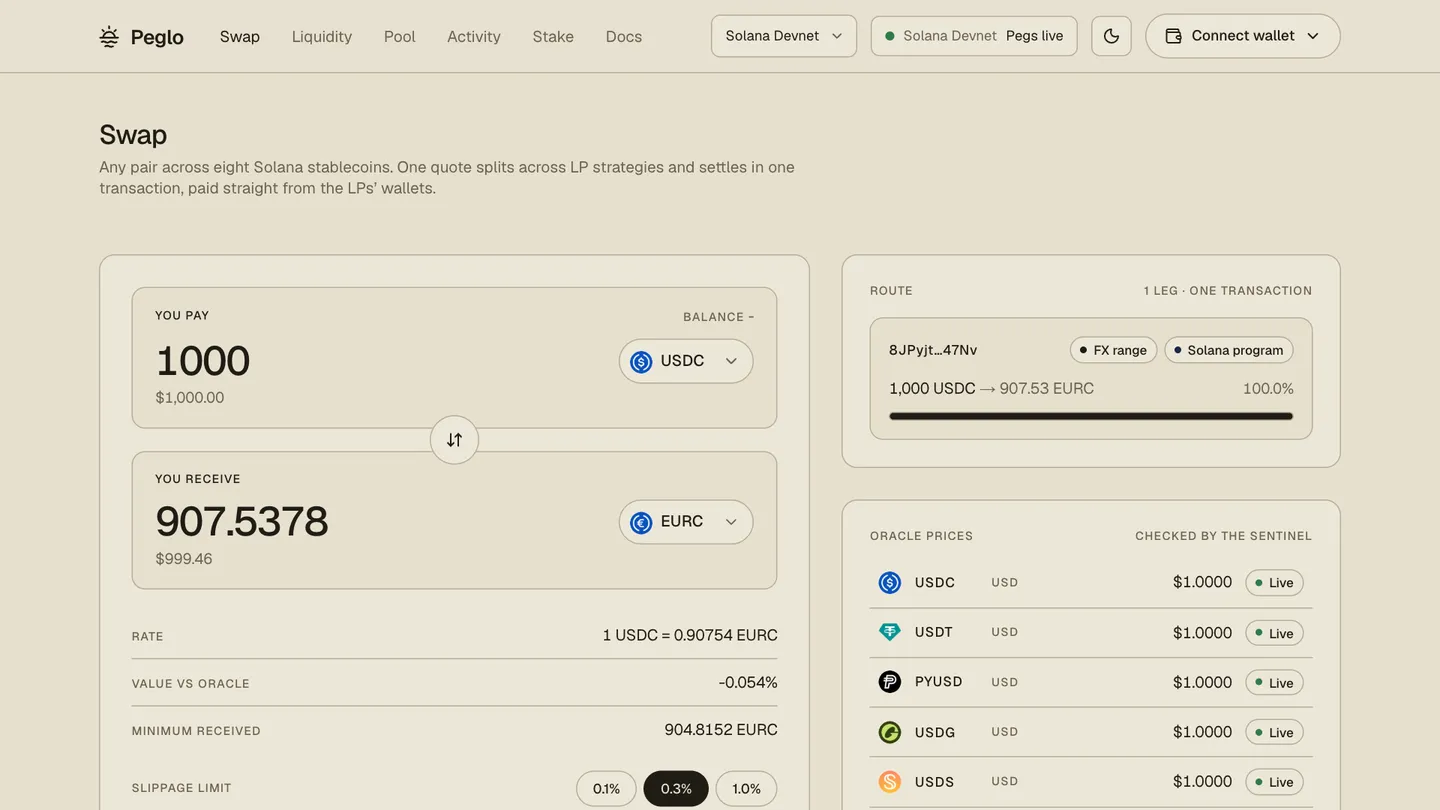 Peglo
Swap
Liquidity
Pool
Activity
Stake
Docs
Solana Devnet
Solana Devnet Pegs live
Connect wallet
Swap
Any pair across eight Solana stablecoins. One quote splits across LP strategies and settles in one
transaction, paid straight from the LPs’ wallets.
YOU PAY
BALANCE -
1000
USDC
$1,000.00
YOU RECEIVE
907.5378
EURC
$999.46
RATE
1 USDC = 0.90754 EURC
VALUE VS ORACLE
-0.054%
MINIMUM RECEIVED
904.8152 EURC
SLIPPAGE LIMIT
0.1%
0.3%
1.0%
ROUTE
1 LEG · ONE TRANSACTION
8JPyjt…47Nv
FX range
Solana program
1,000 USDC → 907.53 EURC
100.0%
ORACLE PRICES
CHECKED BY THE SENTINEL
USDC USD $1.0000 Live
USDT USD $1.0000 Live
PYUSD USD $1.0000 Live
USDG USD $1.0000 Live
USDS USD $1.0000 Live